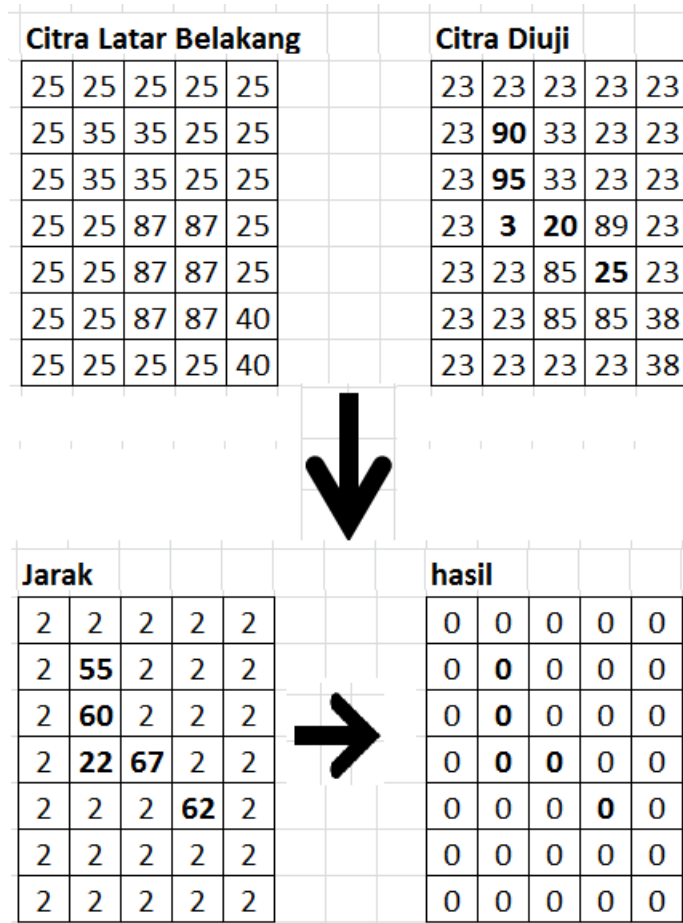 Citra Latar Belakang Citra Diuji
25 25 25 25 25 23 23 23 23 23
25 35 35 25 25 23 90 33 23 23
25 35 35 25 25 23 95 33 23 23
25 25 87 87 25 23 3 20 89 23
25 25 87 87 25 23 23 85 25 23
25 25 87 87 40 23 23 85 85 38
25 25 25 25 40 23 23 23 23 38
Jarak hasil
2 2 2 2 2 0 0 0 0 0
2 55 2 2 2 0 0 0 0 0
2 60 2 2 2 0 0 0 0 0
2 22 67 2 2 0 0 0 0 0
2 2 2 62 2 0 0 0 0 0
2 2 2 2 2 0 0 0 0 0
2 2 2 2 2 0 0 0 0 0